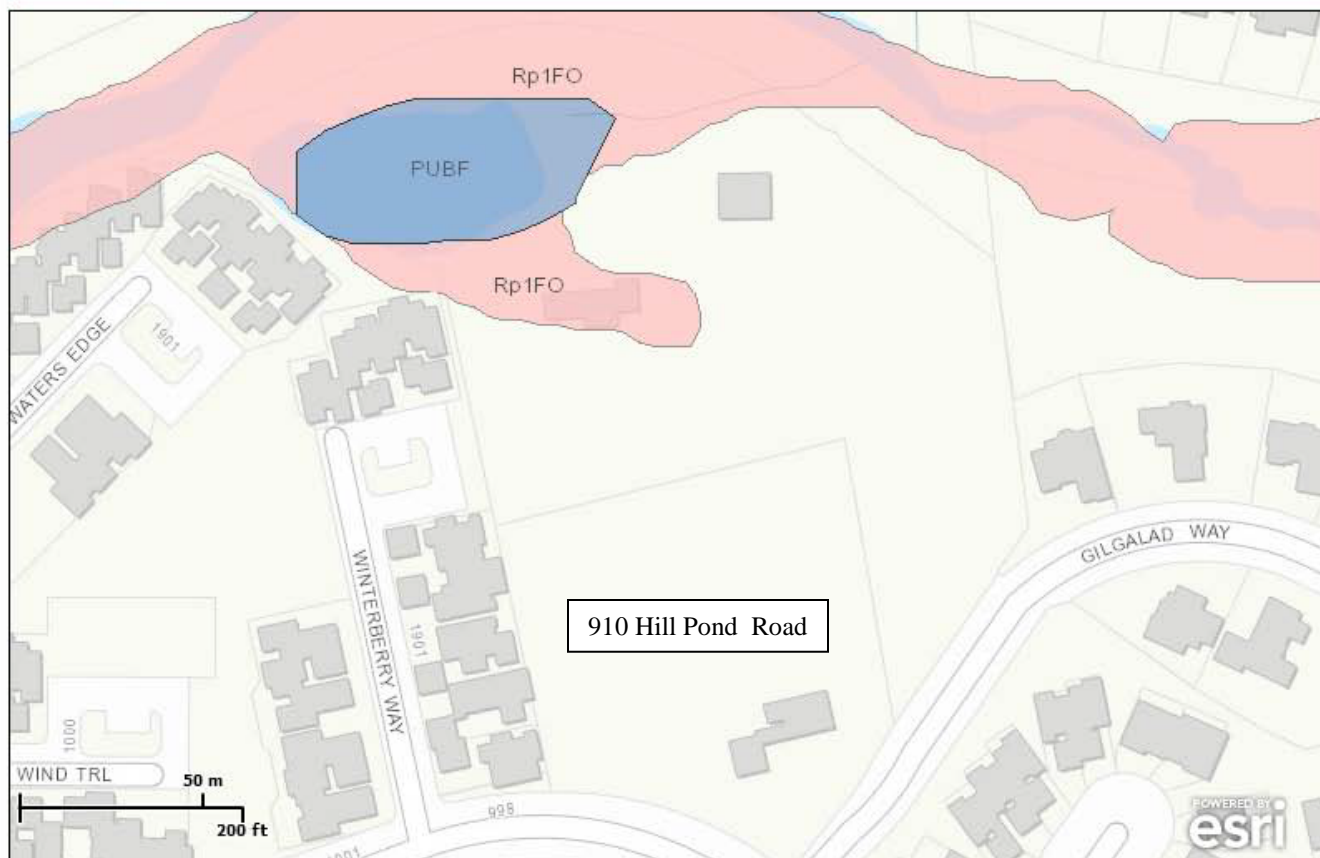 Rp1FO
PUBF
Rp1FO
WATERS EDGE
1901
GILGALAD WAY
WINTERBERRY WAY
1901
910 Hill Pond Road
1000
WIND TRL
50 m
200 ft
998
1001
POWERED BY
esri